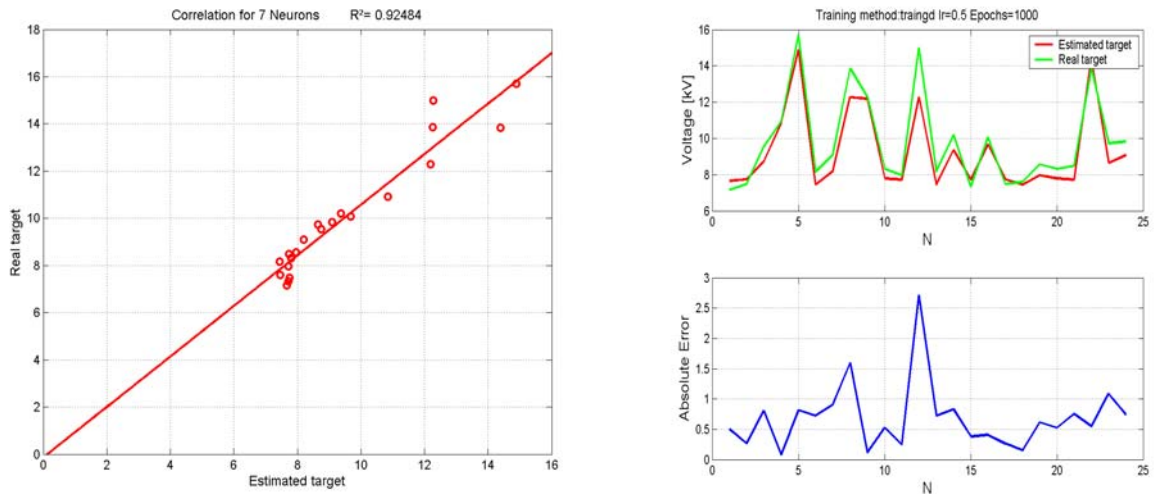 Correlation for 7 Neurons R²= 0.92484
18
16
14
12
10
8
6
4
2
0
Real target
0 2 4 6 8 10 12 14 16
Estimated target
Training method:traingd lr=0.5 Epochs=1000
16
14
12
10
8
6
Voltage [kV]
Estimated target
Real target
0 5 10 15 20 25
N
3
2.5
2
1.5
1
0.5
0
Absolute Error
0 5 10 15 20 25
N